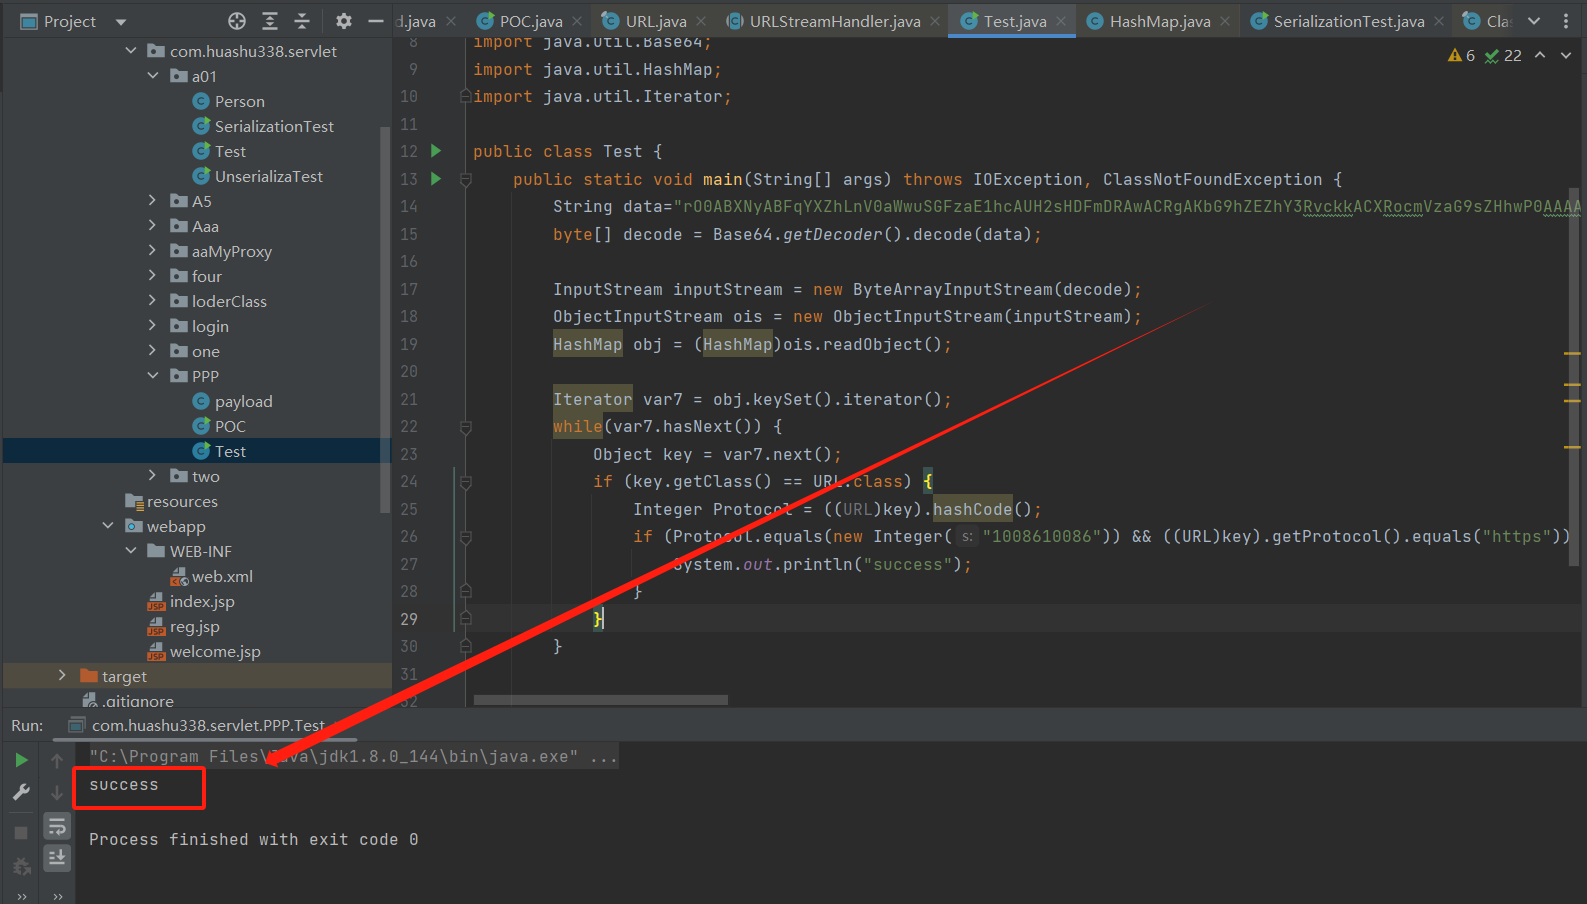 Project
d.java
POC.java
URL.java
URLStreamHandler.java
Test.java
HashMap.java
SerializationTest.java
Clas
com.huashu338.servlet
a01
Person
SerializationTest
Test
UnserializaTest
A5
Aaa
aaMyProxy
four
loderClass
login
one
PPP
payload
POC
Test
two
resources
webapp
WEB-INF
web.xml
index.jsp
reg.jsp
welcome.jsp
target
.gitignore
6 22
8 import java.util.Base64;
9 import java.util.HashMap;
10 import java.util.Iterator;
11
12 public class Test {
13 public static void main(String[] args) throws IOException, ClassNotFoundException {
14 String data="rO0ABXNyABFqYXZhLnV0aWwuSGFzaE1hcAUH2sHDFmDRAwACRgAKbG9hZEZhY3RvckkACXRocmVzaG9sZHhwP0AAAA
15 byte[] decode = Base64.getDecoder().decode(data);
16
17 InputStream inputStream = new ByteArrayInputStream(decode);
18 ObjectInputStream ois = new ObjectInputStream(inputStream);
19 HashMap obj = (HashMap)ois.readObject();
20
21 Iterator var7 = obj.keySet().iterator();
22 while(var7.hasNext()) {
23 Object key = var7.next();
24 if (key.getClass() == URL.class) {
25 Integer Protocol = ((URL)key).hashCode();
26 if (Protocol.equals(new Integer( s: "1008610086")) && ((URL)key).getProtocol().equals("https"))
27 System.out.println("success");
28 }
29 }
30 }
31
32
Run: com.huashu338.servlet.PPP.Test
"C:\Program Files\Java\jdk1.8.0_144\bin\java.exe" ...
success
Process finished with exit code 0